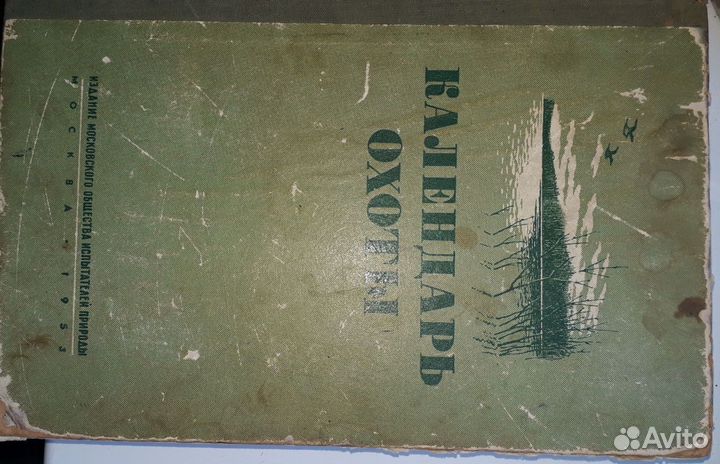 КАЛЕНДАРЬ
ОХОТЫ
ИЗДАНИЕ МОСКОВСКОГО ОБЩЕСТВА ИСПЫТАТЕЛЕЙ ПРИРОДЫ
МОСКВА 1953
Avito